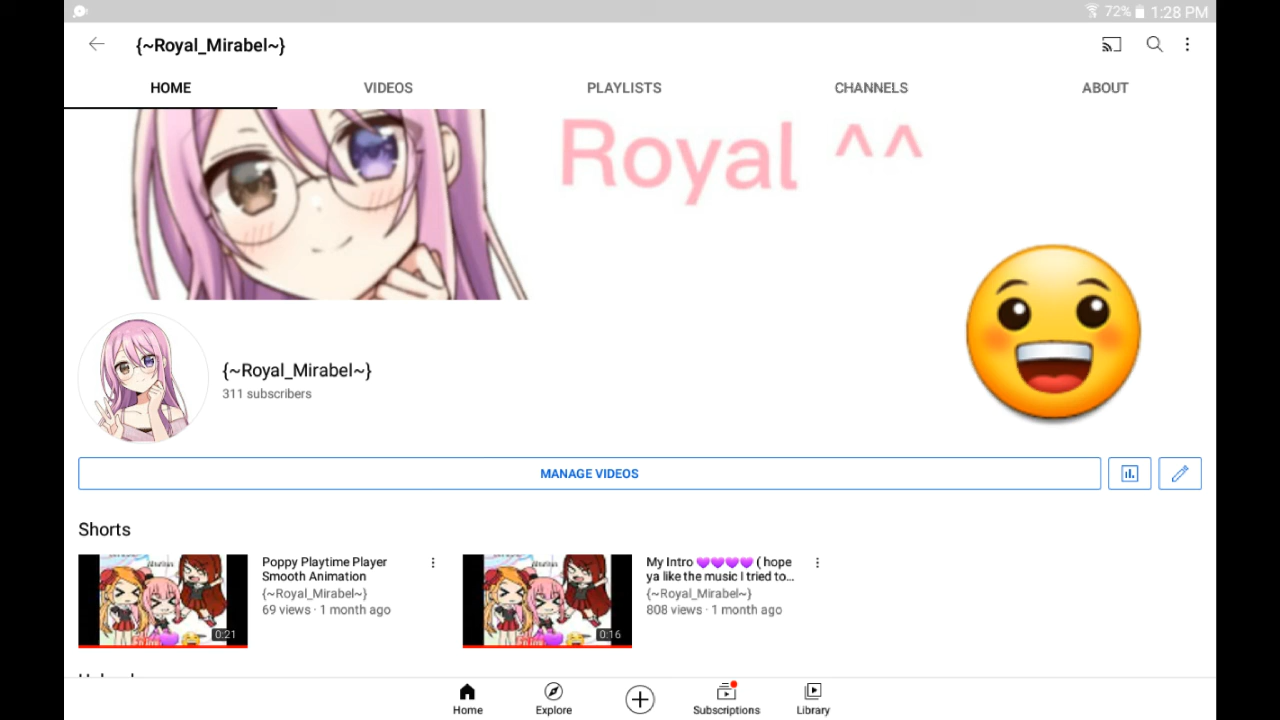 72% 1:28 PM
{~Royal_Mirabel~}
HOME VIDEOS PLAYLISTS CHANNELS ABOUT
Royal ^^
{~Royal_Mirabel~}
311 subscribers
MANAGE VIDEOS
Shorts
Poppy Playtime Player
Smooth Animation
{~Royal_Mirabel~}
69 views · 1 month ago
0:21
My Intro 💜💜💜💜 ( hope
ya like the music I tried to...
{~Royal_Mirabel~}
808 views · 1 month ago
0:16
Home Explore Subscriptions Library